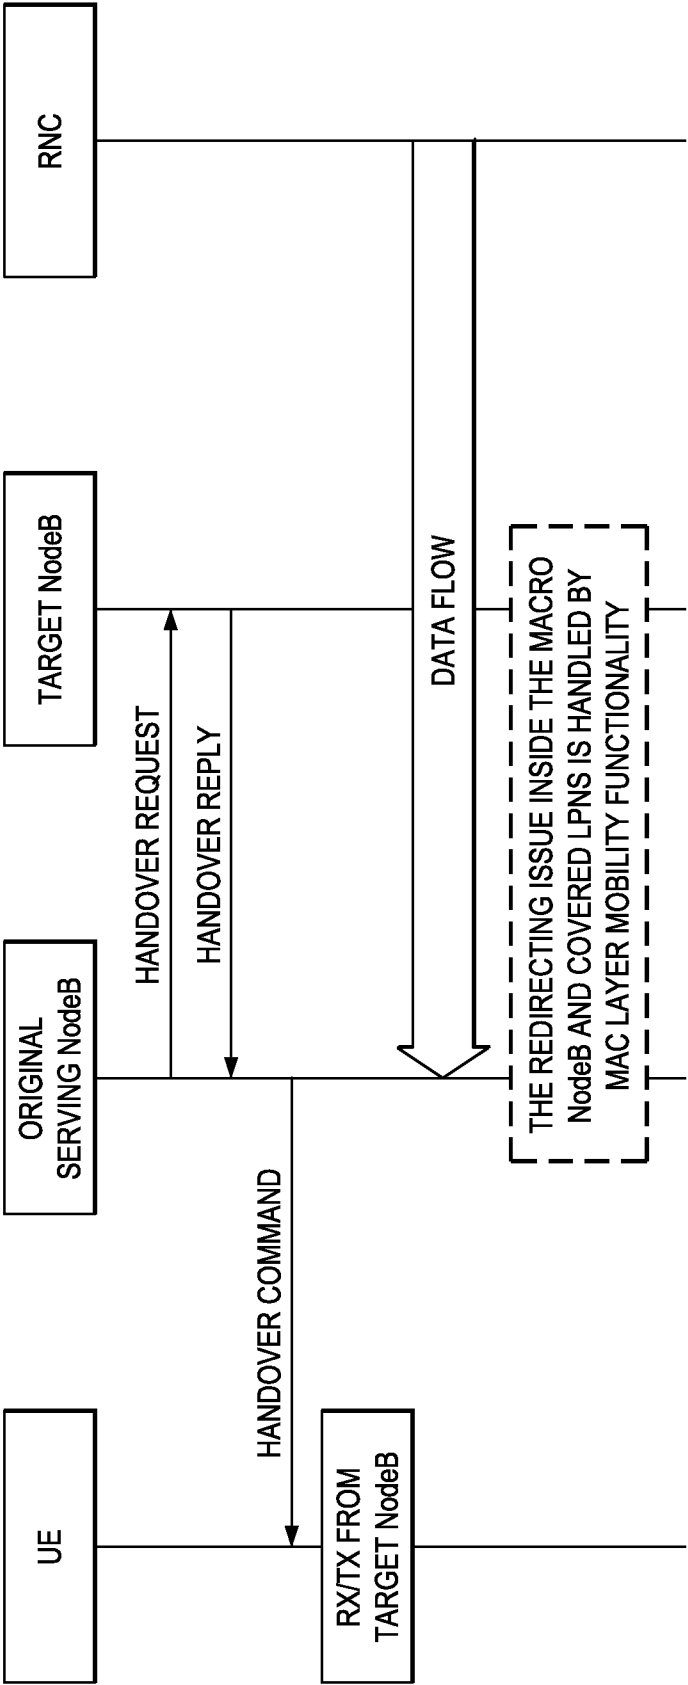 UE
ORIGINAL
SERVING NodeB
TARGET NodeB
RNC
HANDOVER REQUEST
HANDOVER REPLY
HANDOVER COMMAND
RX/TX FROM
TARGET NodeB
DATA FLOW
THE REDIRECTING ISSUE INSIDE THE MACRO
NodeB AND COVERED LPNS IS HANDLED BY
MAC LAYER MOBILITY FUNCTIONALITY